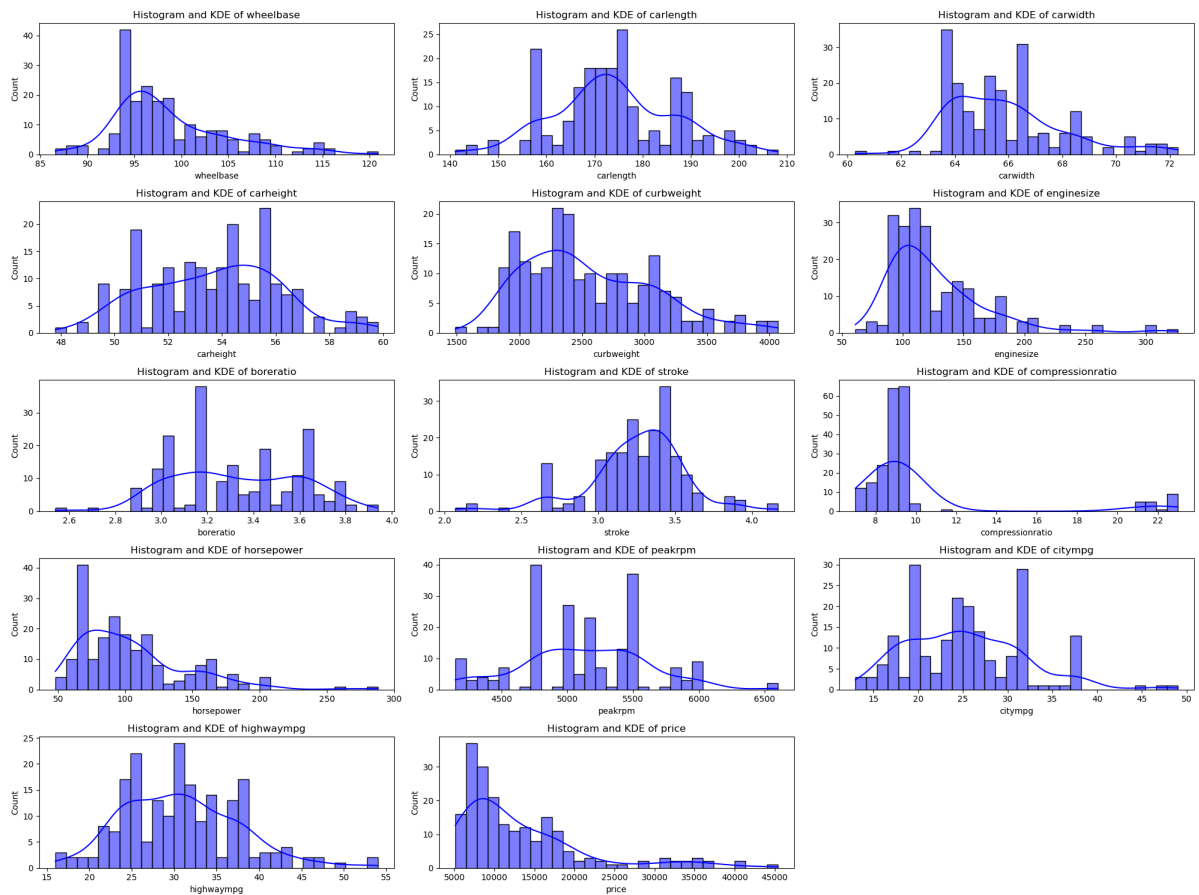 Histogram and KDE of wheelbase
Count
40
30
20
10
0
85 90 95 100 105 110 115 120
wheelbase
Histogram and KDE of carlength
Count
25
20
15
10
5
0
140 150 160 170 180 190 200 210
carlength
Histogram and KDE of carwidth
Count
30
20
10
0
60 62 64 66 68 70 72
carwidth
Histogram and KDE of carheight
Count
20
15
10
5
0
48 50 52 54 56 58 60
carheight
Histogram and KDE of curbweight
Count
20
15
10
5
0
1500 2000 2500 3000 3500 4000
curbweight
Histogram and KDE of enginesize
Count
30
20
10
0
50 100 150 200 250 300
enginesize
Histogram and KDE of boreratio
Count
30
20
10
0
2.6 2.8 3.0 3.2 3.4 3.6 3.8 4.0
boreratio
Histogram and KDE of stroke
Count
30
20
10
0
2.0 2.5 3.0 3.5 4.0
stroke
Histogram and KDE of compressionratio
Count
60
50
40
30
20
10
0
8 10 12 14 16 18 20 22
compressionratio
Histogram and KDE of horsepower
Count
40
30
20
10
0
50 100 150 200 250 300
horsepower
Histogram and KDE of peakrpm
Count
40
30
20
10
0
4500 5000 5500 6000 6500
peakrpm
Histogram and KDE of citympg
Count
30
25
20
15
10
5
0
15 20 25 30 35 40 45 50
citympg
Histogram and KDE of highwaympg
Count
25
20
15
10
5
0
15 20 25 30 35 40 45 50 55
highwaympg
Histogram and KDE of price
Count
30
20
10
0
5000 10000 15000 20000 25000 30000 35000 40000 45000
price